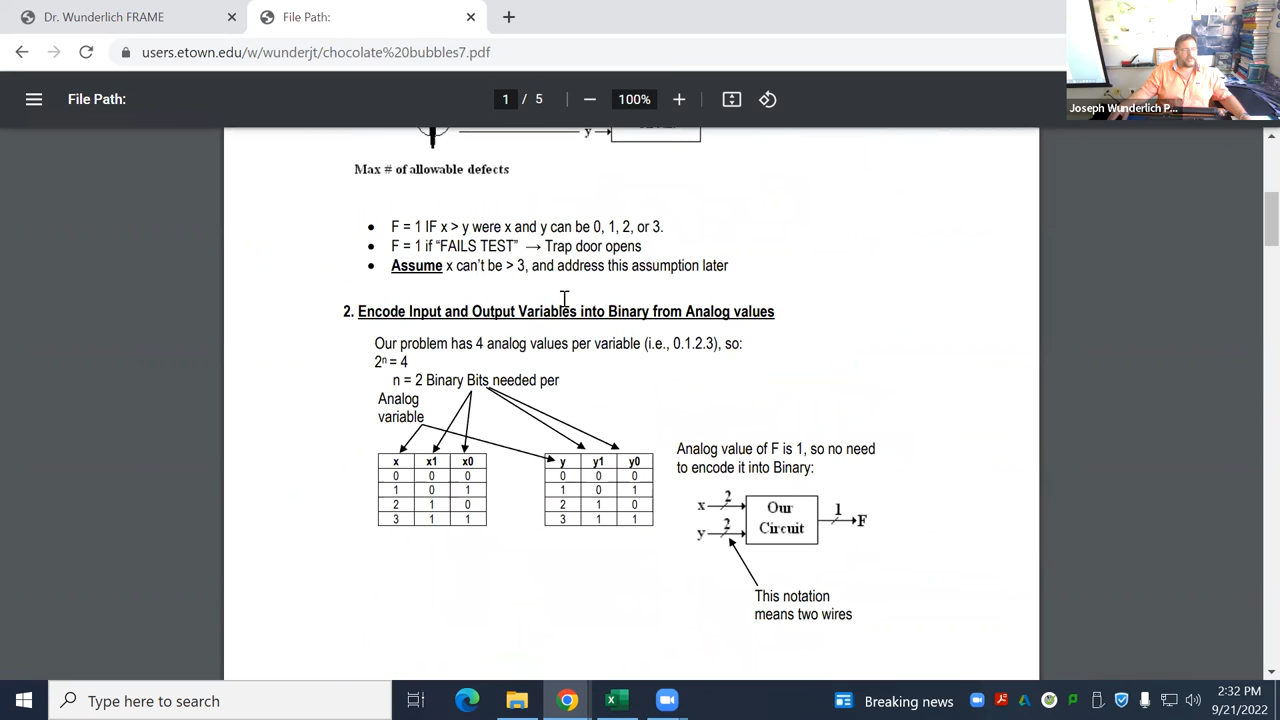 Dr. Wunderlich FRAME
File Path:
users.etown.edu/w/wunderjt/chocolate%20bubbles7.pdf
File Path:
1 / 5
100%
Joseph Wunderlich P...
y
Max # of allowable defects
• F = 1 IF x > y were x and y can be 0, 1, 2, or 3.
• F = 1 if “FAILS TEST” → Trap door opens
• Assume x can’t be > 3, and address this assumption later
2. Encode Input and Output Variables into Binary from Analog values
Our problem has 4 analog values per variable (i.e., 0.1.2.3), so:
2ⁿ = 4
n = 2 Binary Bits needed per
Analog
variable
x x1 x0
0 0 0
1 0 1
2 1 0
3 1 1
y y1 y0
0 0 0
1 0 1
2 1 0
3 1 1
Analog value of F is 1, so no need
to encode it into Binary:
x 2
y 2
Our
Circuit
1
F
This notation
means two wires
Type here to search
Breaking news
2:32 PM
9/21/2022